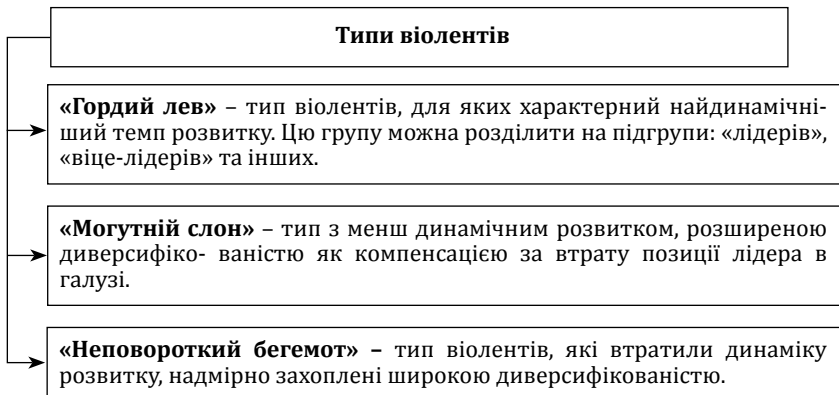 Типи віолентів
«Гордий лев» – тип віолентів, для яких характерний найдинамічні-
ший темп розвитку. Цю групу можна розділити на підгрупи: «лідерів»,
«віце-лідерів» та інших.
«Могутній слон» – тип з менш динамічним розвитком, розширеною
диверсифіко- ваністю як компенсацією за втрату позиції лідера в
галузі.
«Неповороткий бегемот» – тип віолентів, які втратили динаміку
розвитку, надмірно захоплені широкою диверсифікованістю.